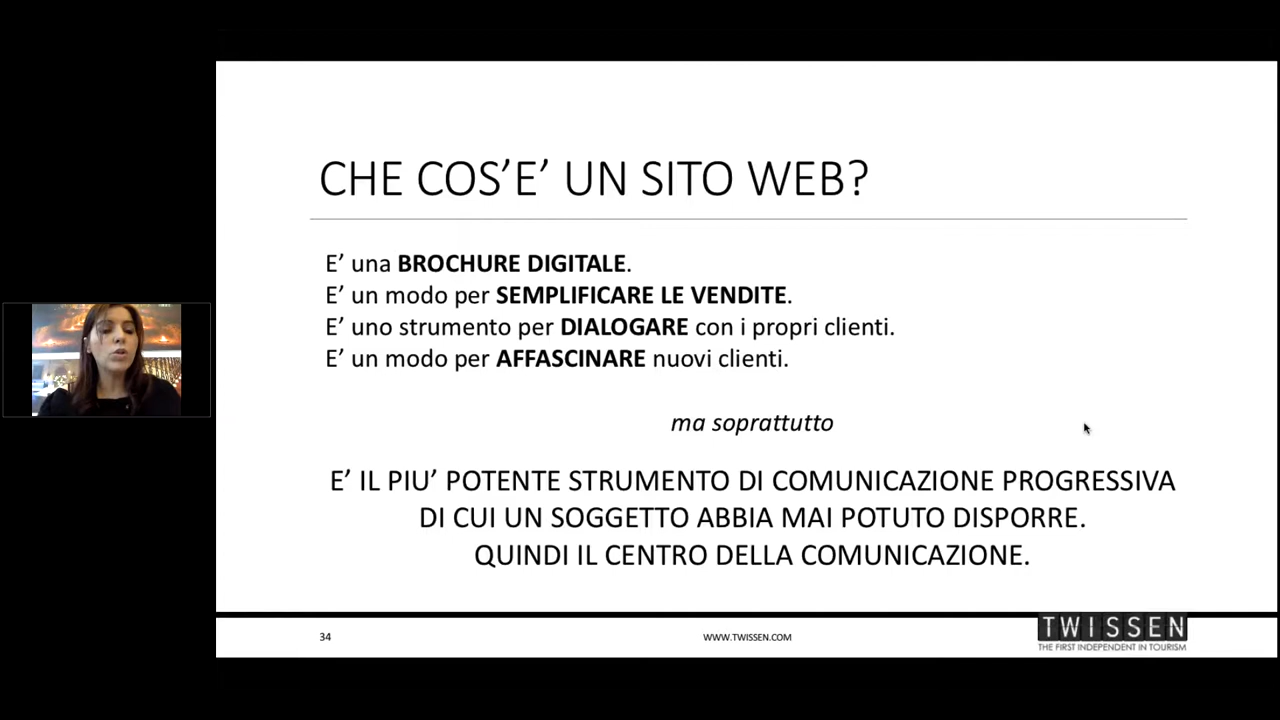 CHE COS’E’ UN SITO WEB?
E’ una BROCHURE DIGITALE.
E’ un modo per SEMPLIFICARE LE VENDITE.
E’ uno strumento per DIALOGARE con i propri clienti.
E’ un modo per AFFASCINARE nuovi clienti.
ma soprattutto
E’ IL PIU’ POTENTE STRUMENTO DI COMUNICAZIONE PROGRESSIVA
DI CUI UN SOGGETTO ABBIA MAI POTUTO DISPORRE.
QUINDI IL CENTRO DELLA COMUNICAZIONE.
34
WWW.TWISSEN.COM
TWISSEN
THE FIRST INDEPENDENT IN TOURISM